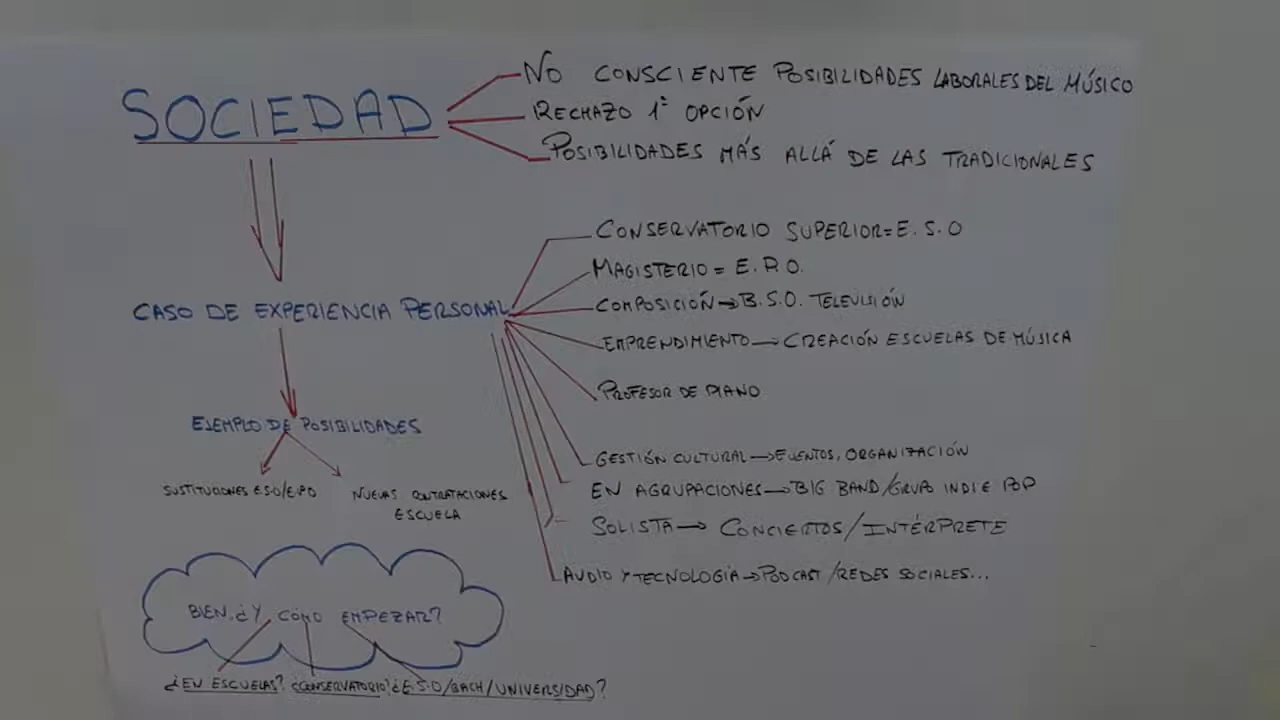 SOCIEDAD
NO CONSCIENTE POSIBILIDADES LABORALES DEL MÚSICO
RECHAZO 1ª OPCIÓN
POSIBILIDADES MÁS ALLÁ DE LAS TRADICIONALES
CASO DE EXPERIENCIA PERSONAL
CONSERVATORIO SUPERIOR = E.S.O
MAGISTERIO = E.P.O.
COMPOSICIÓN → B.S.O. TELEVISIÓN
EMPRENDIMIENTO → CREACIÓN ESCUELAS DE MÚSICA
PROFESOR DE PIANO
GESTIÓN CULTURAL → EVENTOS, ORGANIZACIÓN
EN AGRUPACIONES → BIG BAND/GRUPO INDIE POP
SOLISTA → CONCIERTOS/INTÉRPRETE
AUDIO Y TECNOLOGÍA → PODCAST/REDES SOCIALES...
EJEMPLO DE POSIBILIDADES
SUSTITUCIONES ESO/EPO
NUEVAS CONTRATACIONES
ESCUELA
BIEN, ¿Y CÓMO EMPEZAR?
¿EN ESCUELAS? ¿CONSERVATORIO? ¿E.S.O/BACH/UNIVERSIDAD?